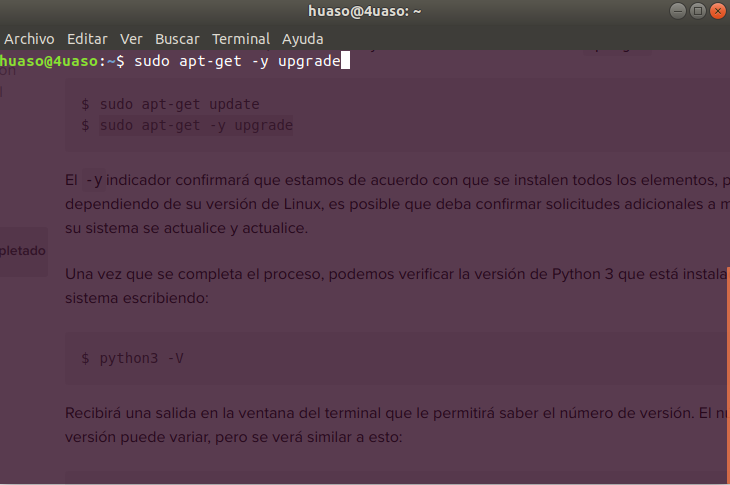 huaso@4uaso: ~
Archivo Editar Ver Buscar Terminal Ayuda
huaso@4uaso:~$ sudo apt-get -y upgrade
$ sudo apt-get update
$ sudo apt-get -y upgrade
El -y indicador confirmará que estamos de acuerdo con que se instalen todos los elementos, p
dependiendo de su versión de Linux, es posible que deba confirmar solicitudes adicionales a m
su sistema se actualice y actualice.
pletado
Una vez que se completa el proceso, podemos verificar la versión de Python 3 que está instala
sistema escribiendo:
$ python3 -V
Recibirá una salida en la ventana del terminal que le permitirá saber el número de versión. El nú
versión puede variar, pero se verá similar a esto: